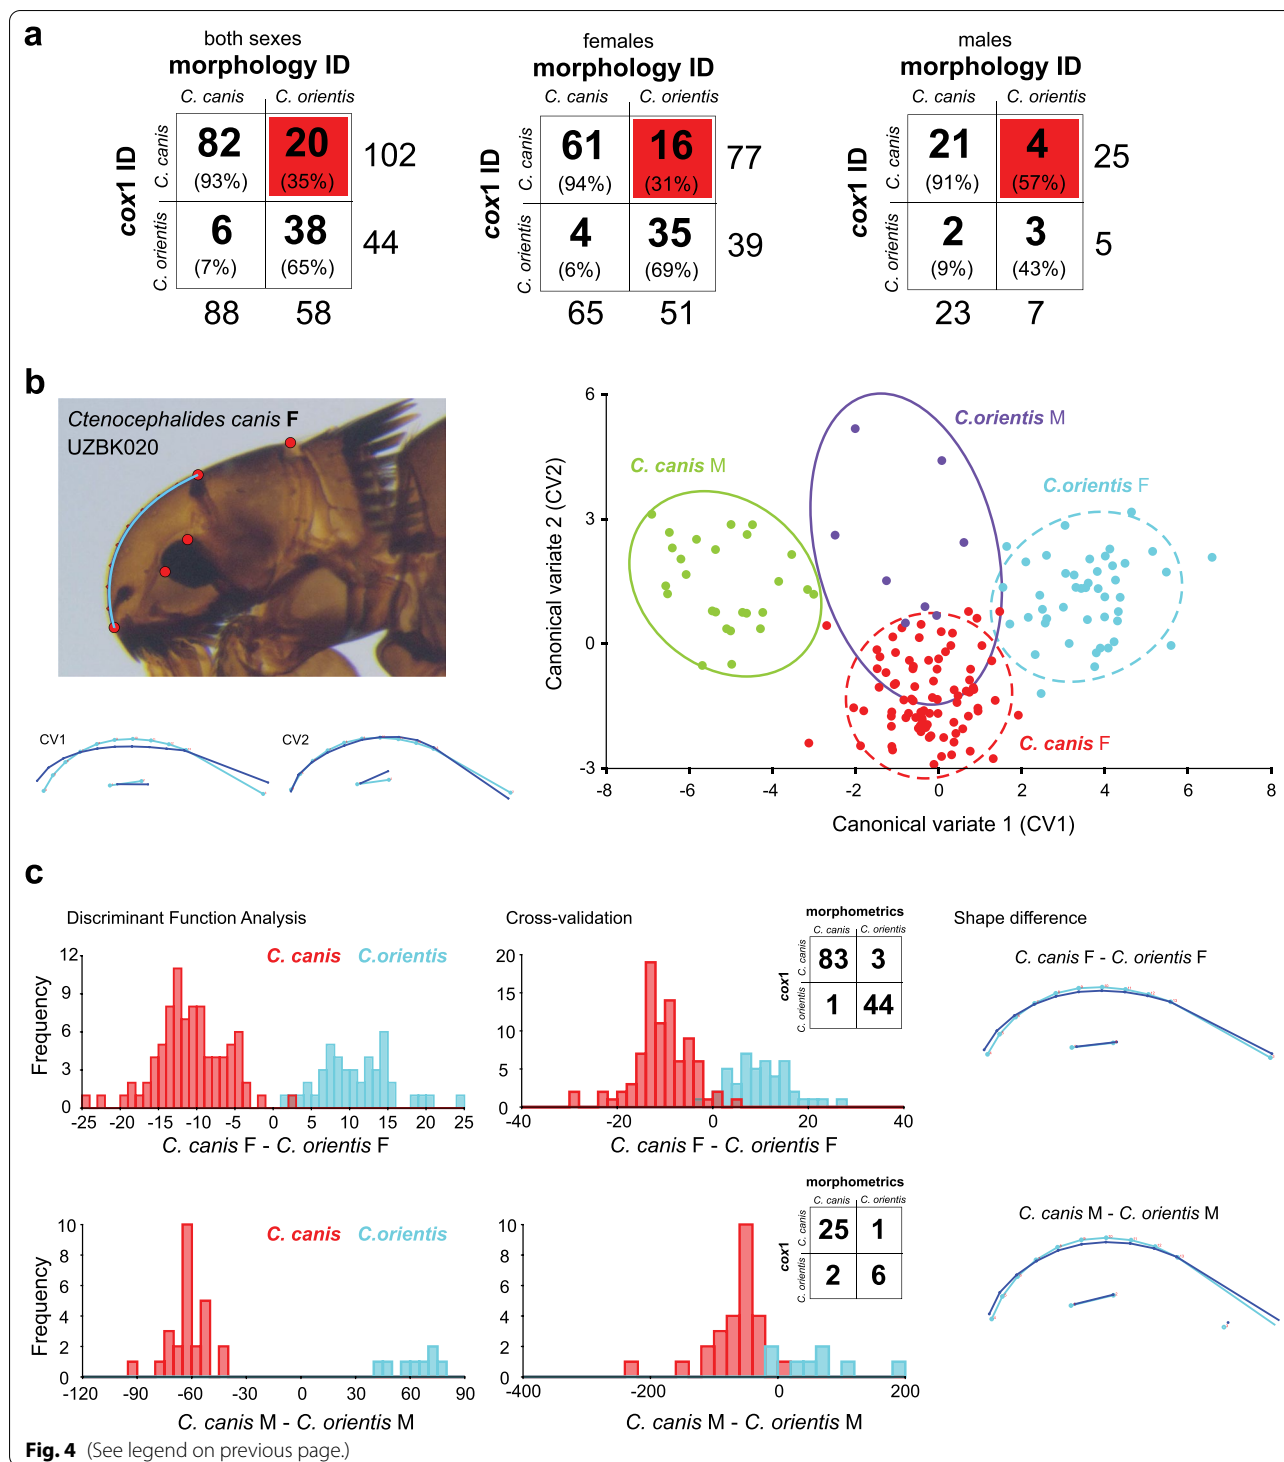 a
both sexes
morphology ID
C. canis C. orientis
cox1 ID
C. canis
82 20 102
(93%) (35%)
C. orientis
6 38 44
(7%) (65%)
88 58
females
morphology ID
C. canis C. orientis
cox1 ID
C. canis
61 16 77
(94%) (31%)
C. orientis
4 35 39
(6%) (69%)
65 51
males
morphology ID
C. canis C. orientis
cox1 ID
C. canis
21 4 25
(91%) (57%)
C. orientis
2 3 5
(9%) (43%)
23 7
b
Ctenocephalides canis F
UZBK020
CV1
CV2
Canonical variate 2 (CV2)
6
3
0
-3
C. canis M
C.orientis M
C.orientis F
C. canis F
-8 -6 -4 -2 0 2 4 6 8
Canonical variate 1 (CV1)
c
Discriminant Function Analysis
C. canis C.orientis
Frequency
12
9
6
3
0
-25 -20 -15 -10 -5 0 5 10 15 20 25
C. canis F - C. orientis F
Cross-validation
20
15
10
5
0
-40 -20 0 20 40
C. canis F - C. orientis F
morphometrics
C. canis C. orientis
cox1
C. canis
83 3
C. orientis
1 44
Shape difference
C. canis F - C. orientis F
C. canis C.orientis
Frequency
10
8
6
4
2
0
-120 -90 -60 -30 0 30 60 90
C. canis M - C. orientis M
10
8
6
4
2
0
-400 -200 0 200
C. canis M - C. orientis M
morphometrics
C. canis C. orientis
cox1
C. canis
25 1
C. orientis
2 6
C. canis M - C. orientis M
Fig. 4 (See legend on previous page.)